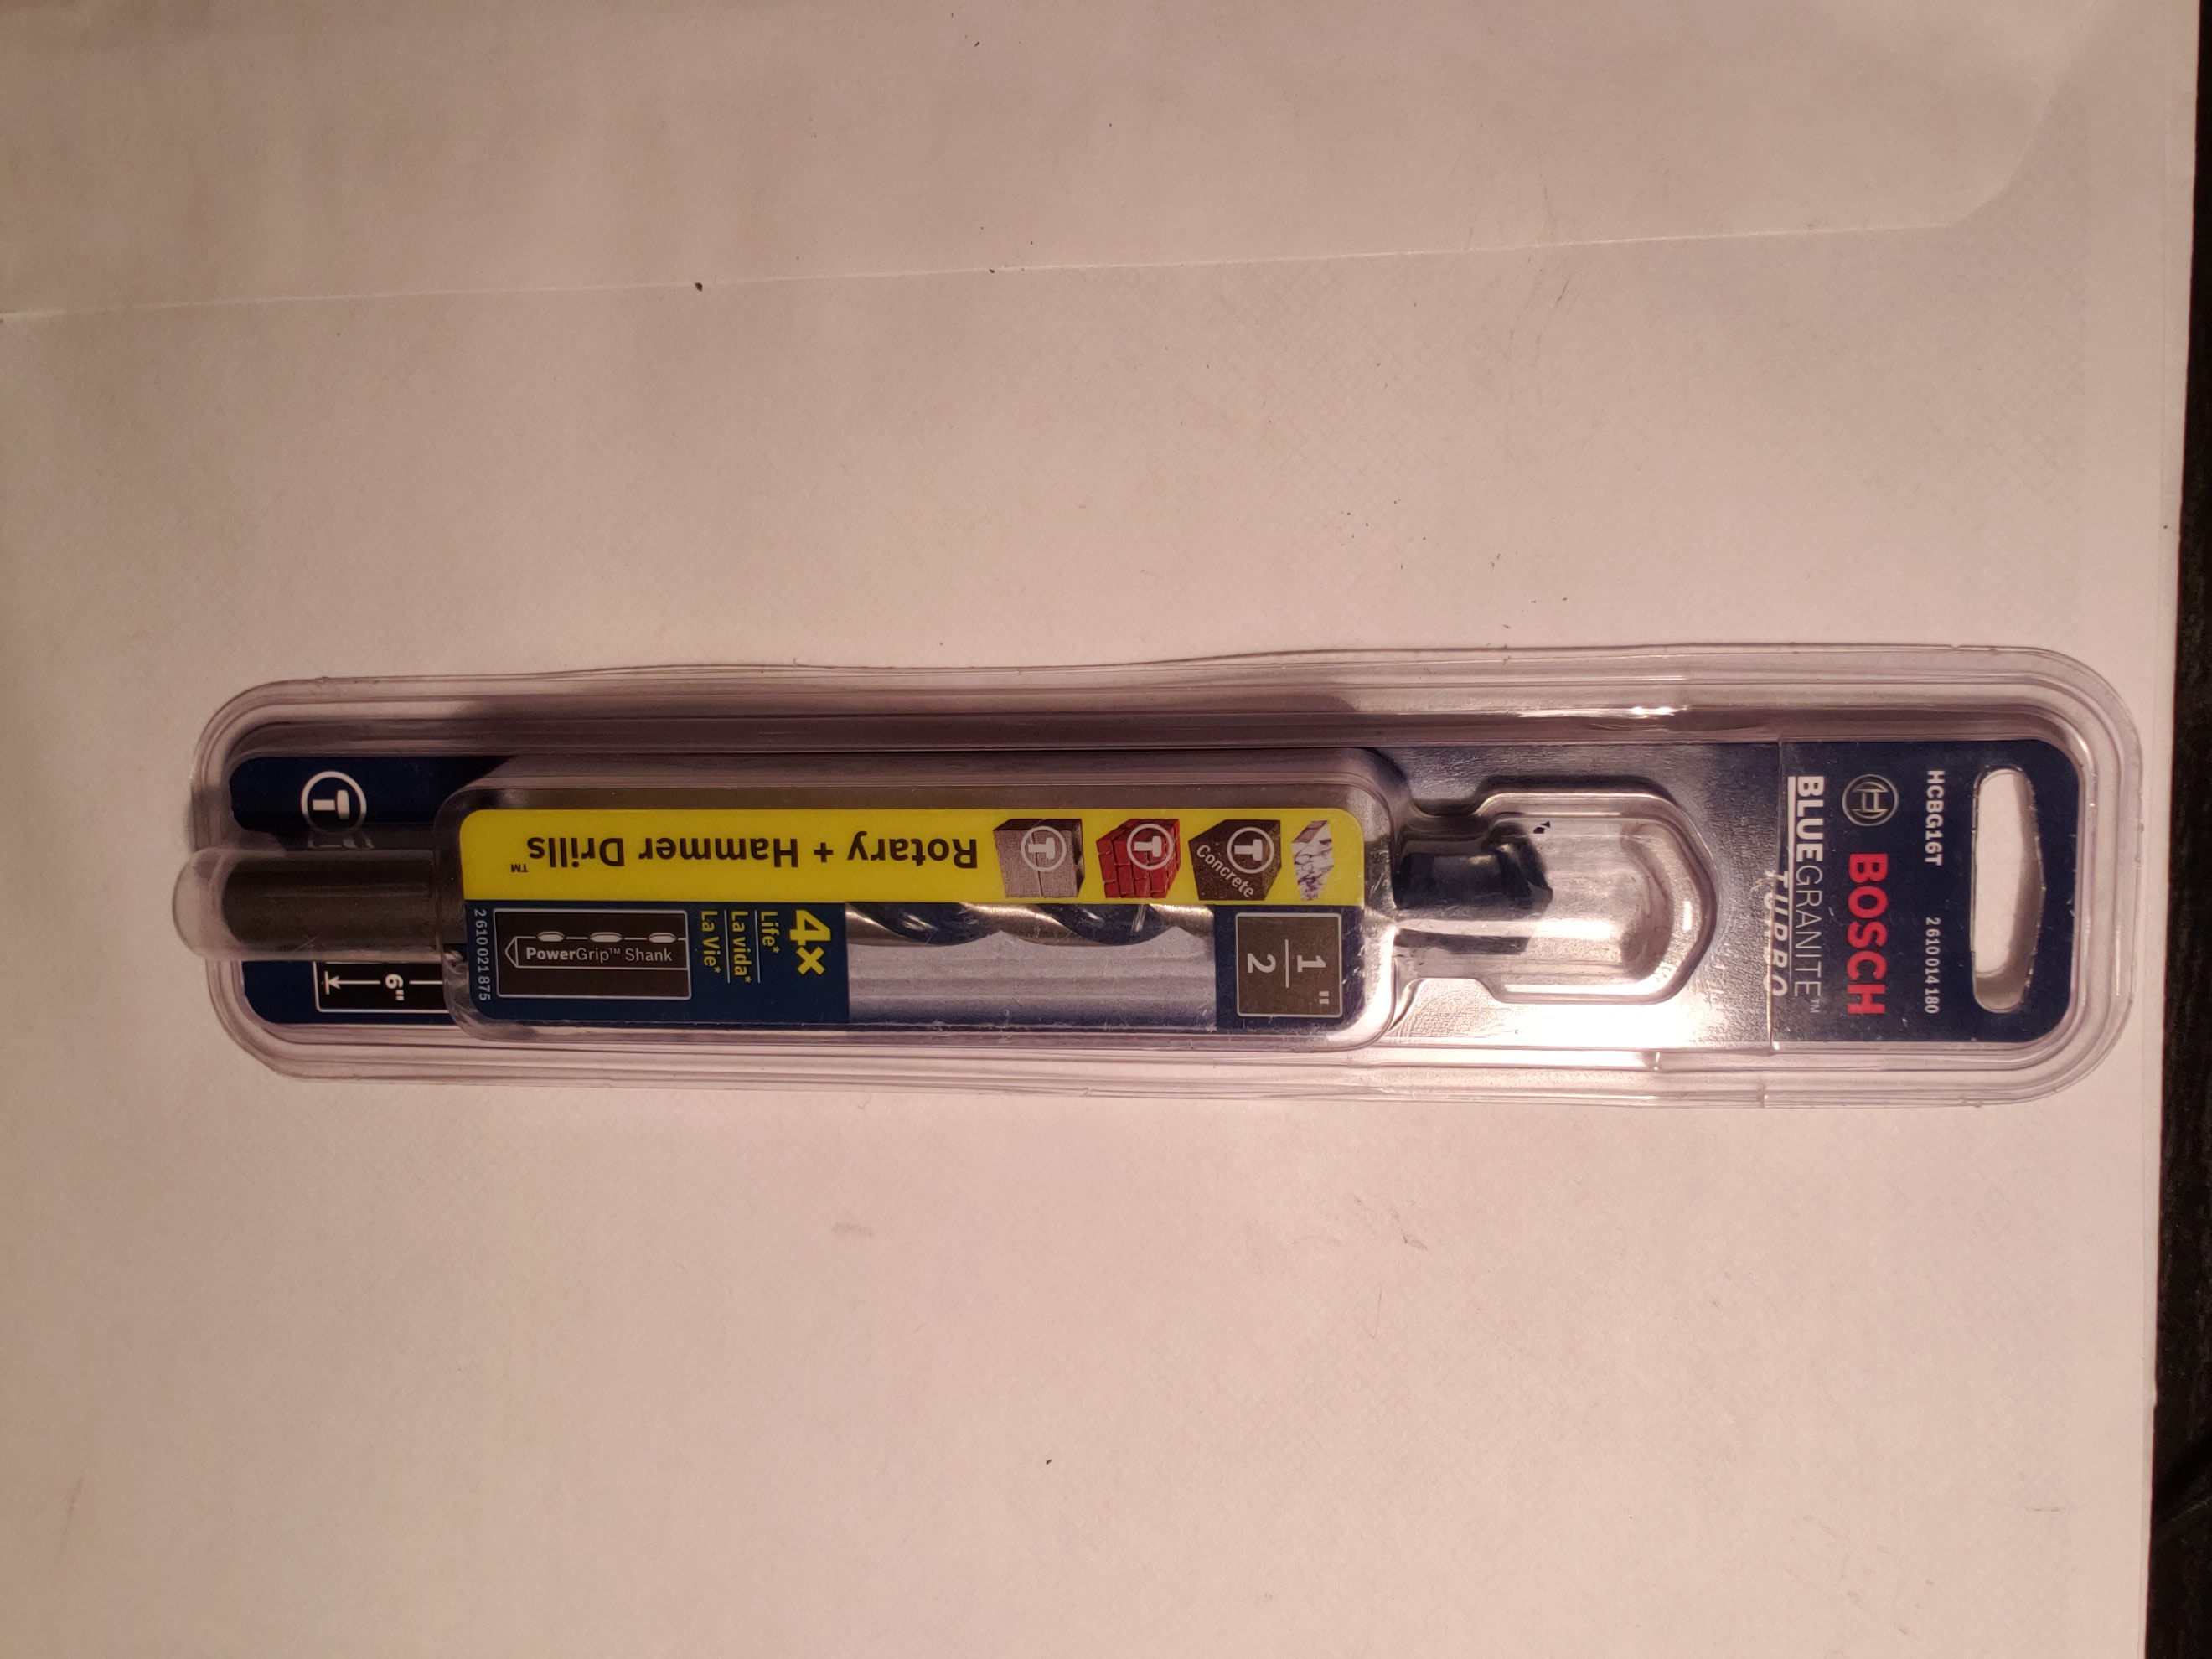 HCBG16T 2 610 014 180
BOSCH
BLUEGRANITE™
TURBO
1/2"
Concrete
Rotary + Hammer Drills™
4x
Life*
La vida*
La Vie*
PowerGrip™ Shank
2 610 021 875
6"